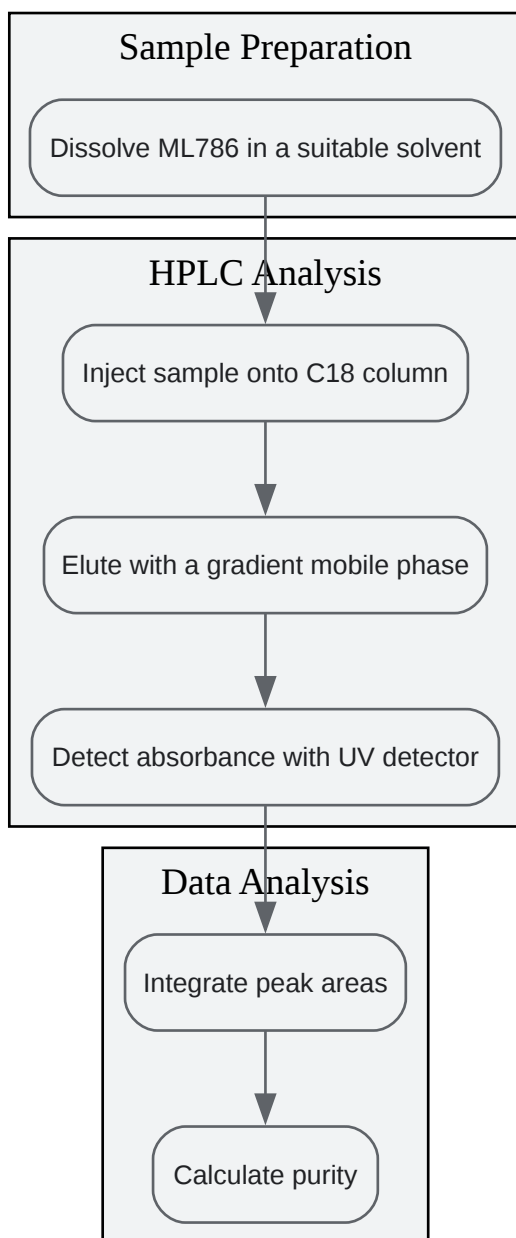 Sample Preparation
Dissolve ML786 in a suitable solvent
HPLC Analysis
Inject sample onto C18 column
Elute with a gradient mobile phase
Detect absorbance with UV detector
Data Analysis
Integrate peak areas
Calculate purity